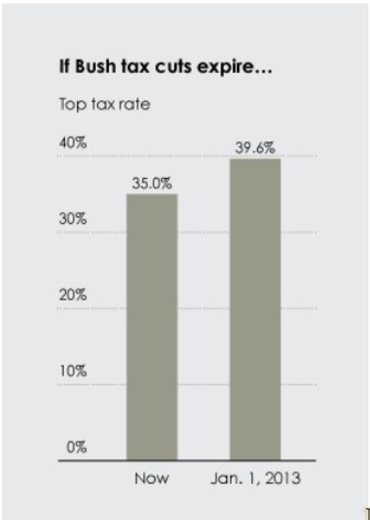 If Bush tax cuts expire...
Top tax rate
40%
39.6%
35.0%
30%
20%
10%
0%
Now Jan. 1, 2013